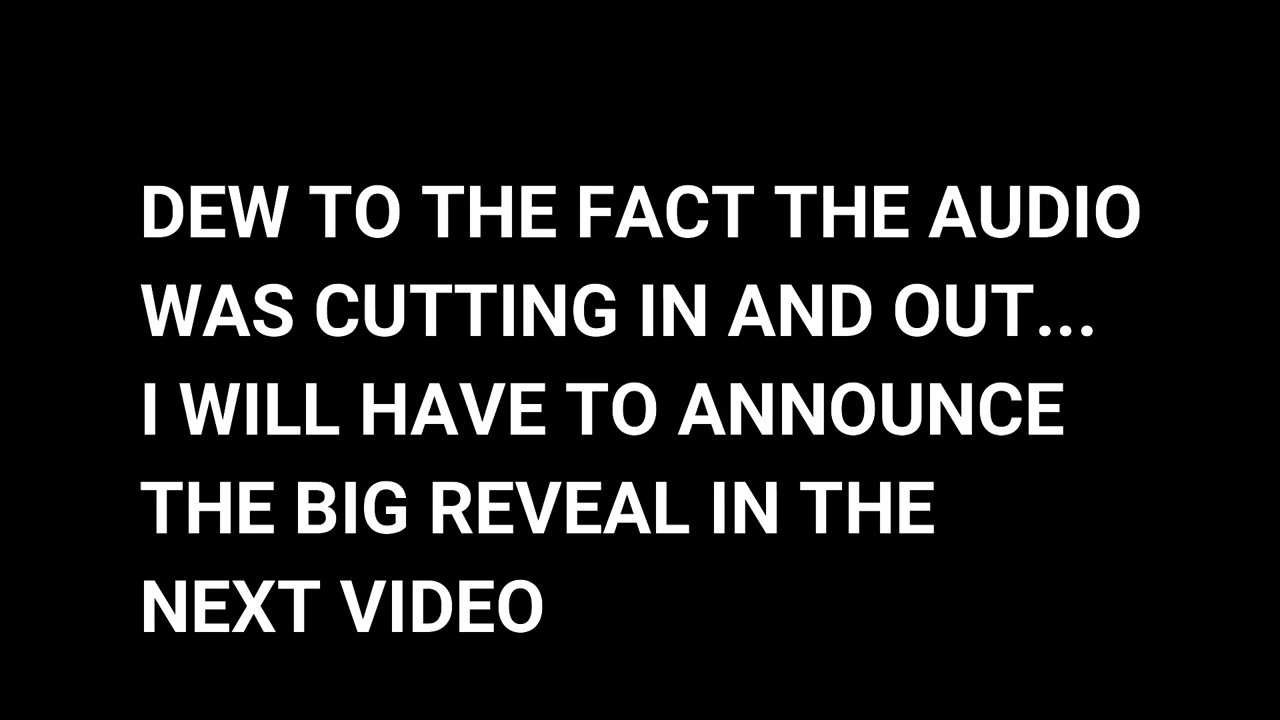 DEW TO THE FACT THE AUDIO
WAS CUTTING IN AND OUT...
I WILL HAVE TO ANNOUNCE
THE BIG REVEAL IN THE
NEXT VIDEO